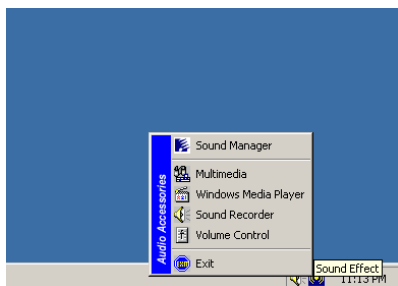 Sound Manager
Multimedia
Windows Media Player
Sound Recorder
Volume Control
Exit
Audio Accessories
Sound Effect
11:13 PM